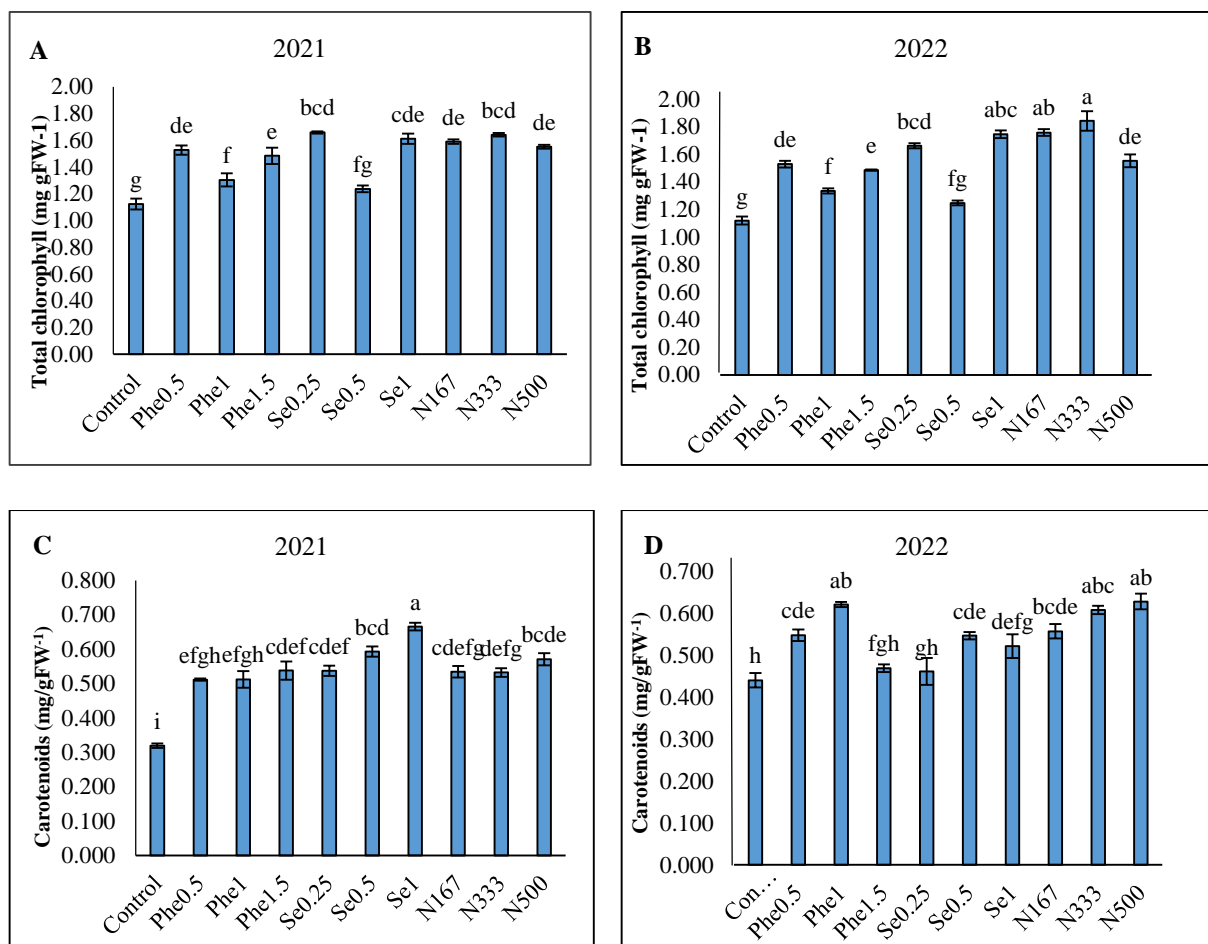 A
2021
Total chlorophyll (mg gFW-1)
2.00
1.80
1.60
1.40
1.20
1.00
0.80
0.60
0.40
0.20
0.00
g
de
f
e
bcd
fg
cde
de
bcd
de
Control
Phe0.5
Phe1
Phe1.5
Se0.25
Se0.5
Se1
N167
N333
N500
B
2022
Total chlorophyll (mg gFW-1)
2.00
1.80
1.60
1.40
1.20
1.00
0.80
0.60
0.40
0.20
0.00
g
de
f
e
bcd
fg
abc
ab
a
de
Control
Phe0.5
Phe1
Phe1.5
Se0.25
Se0.5
Se1
N167
N333
N500
C
2021
Carotenoids (mg/gFW⁻¹)
0.800
0.700
0.600
0.500
0.400
0.300
0.200
0.100
0.000
i
efgh
efgh
cdef
cdef
bcd
a
cdefg
defg
bcde
Control
Phe0.5
Phe1
Phe1.5
Se0.25
Se0.5
Se1
N167
N333
N500
D
2022
Carotenoids (mg/gFW⁻¹)
0.700
0.600
0.500
0.400
0.300
0.200
0.100
0.000
h
cde
ab
fgh
gh
cde
defg
bcde
abc
ab
Con…
Phe0.5
Phe1
Phe1.5
Se0.25
Se0.5
Se1
N167
N333
N500